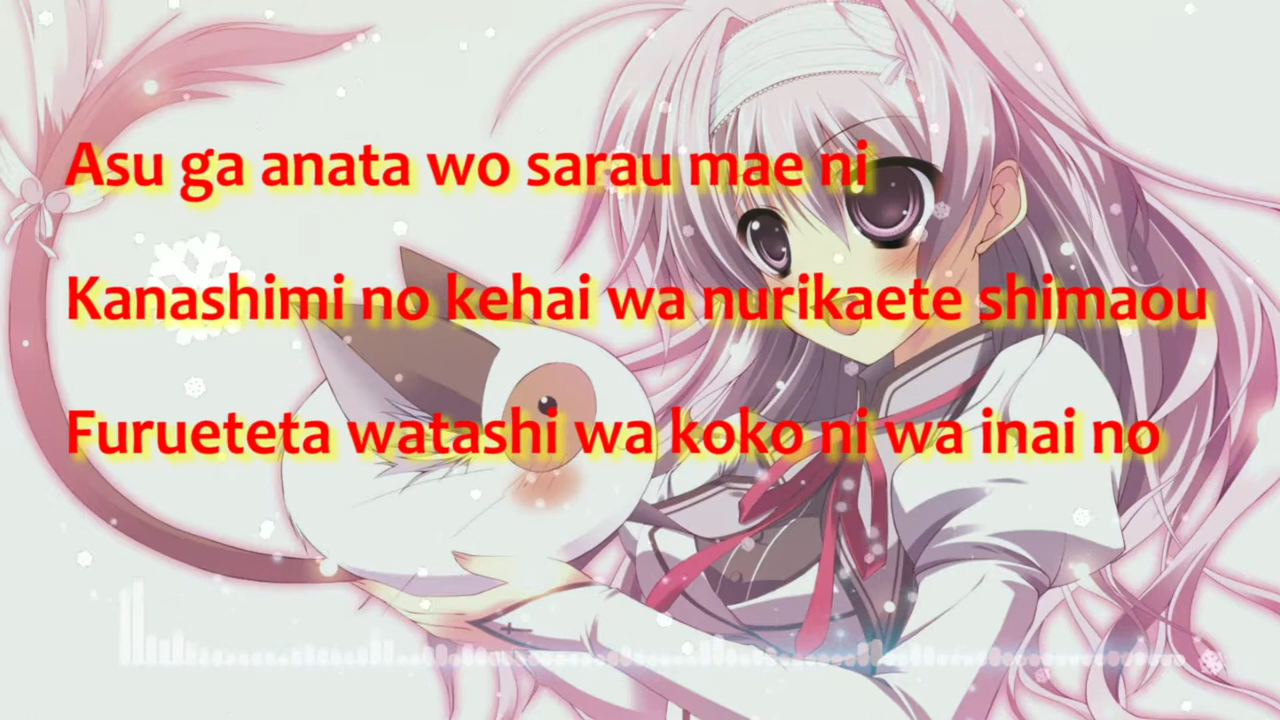 Asu ga anata wo sarau mae ni
Kanashimi no kehai wa nurikaete shimaou
Furueteta watashi wa koko ni wa inai no